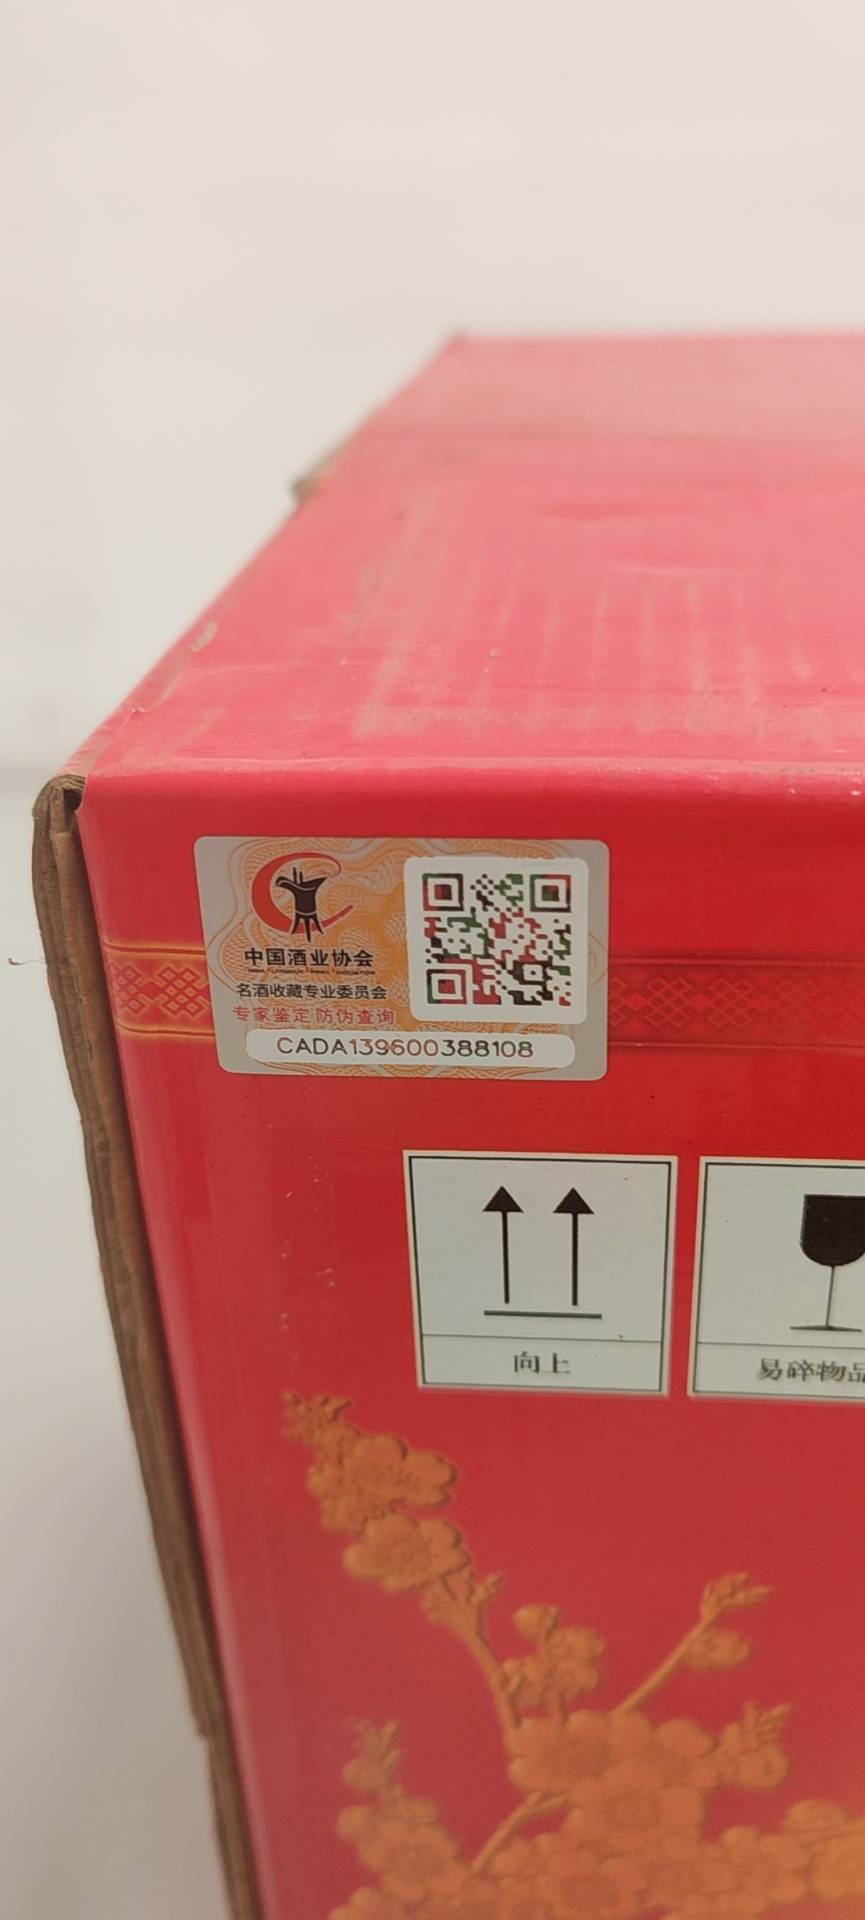 中国酒业协会
名酒收藏专业委员会
专家鉴定 防伪查询
CADA139600388108
向上
易碎物品